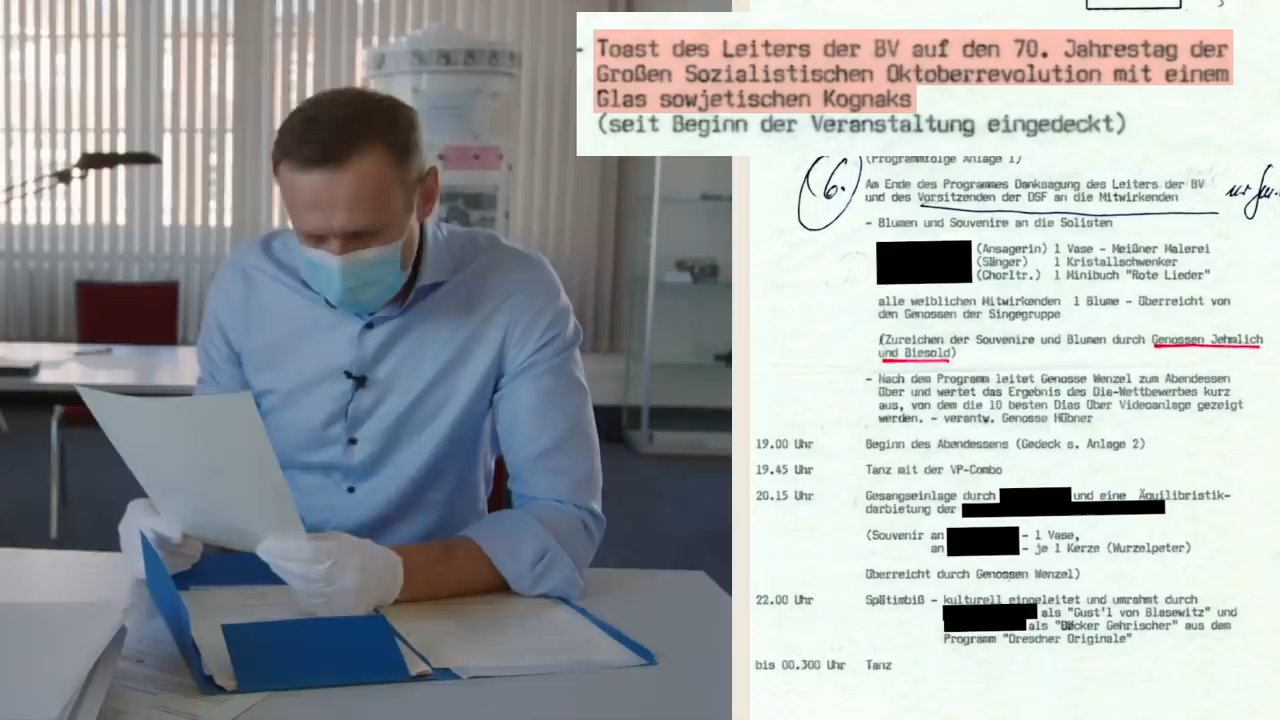 - Toast des Leiters der BV auf den 70. Jahrestag der
Großen Sozialistischen Oktoberrevolution mit einem
Glas sowjetischen Kognaks
(seit Beginn der Veranstaltung eingedeckt)
(Programmfolge Anlage 1)
6.
Am Ende des Programmes Danksagung des Leiters der BV
und des Vorsitzenden der DSF an die Mitwirkenden
- Blumen und Souvenire an die Solisten
(Ansagerin) 1 Vase - Meißner Malerei
(Sänger) 1 Kristallschwenker
(Chorltr.) 1 Minibuch "Rote Lieder"
alle weiblichen Mitwirkenden 1 Blume - überreicht von
den Genossen der Singegruppe
(Zureichen der Souvenire und Blumen durch Genossen Jehmlich
und Biesold)
- Nach dem Programm leitet Genosse Wenzel zum Abendessen
über und wertet das Ergebnis des Dia-Wettbewerbes kurz
aus, von dem die 10 besten Dias über Videoanlage gezeigt
werden. - verantw. Genosse Hübner
19.00 Uhr Beginn des Abendessens (Gedeck s. Anlage 2)
19.45 Uhr Tanz mit der VP-Combo
20.15 Uhr Gesangseinlage durch und eine Äquilibristik-
darbietung der
(Souvenir an - 1 Vase,
an - je 1 Kerze (Wurzelpeter)
überreicht durch Genossen Wenzel)
22.00 Uhr Spätimbiß - kulturell eingeleitet und umrahmt durch
als "Gust'l von Blasewitz" und
als "Bäcker Gehrischer" aus dem
Programm "Dresdner Originale"
bis 00.300 Uhr Tanz